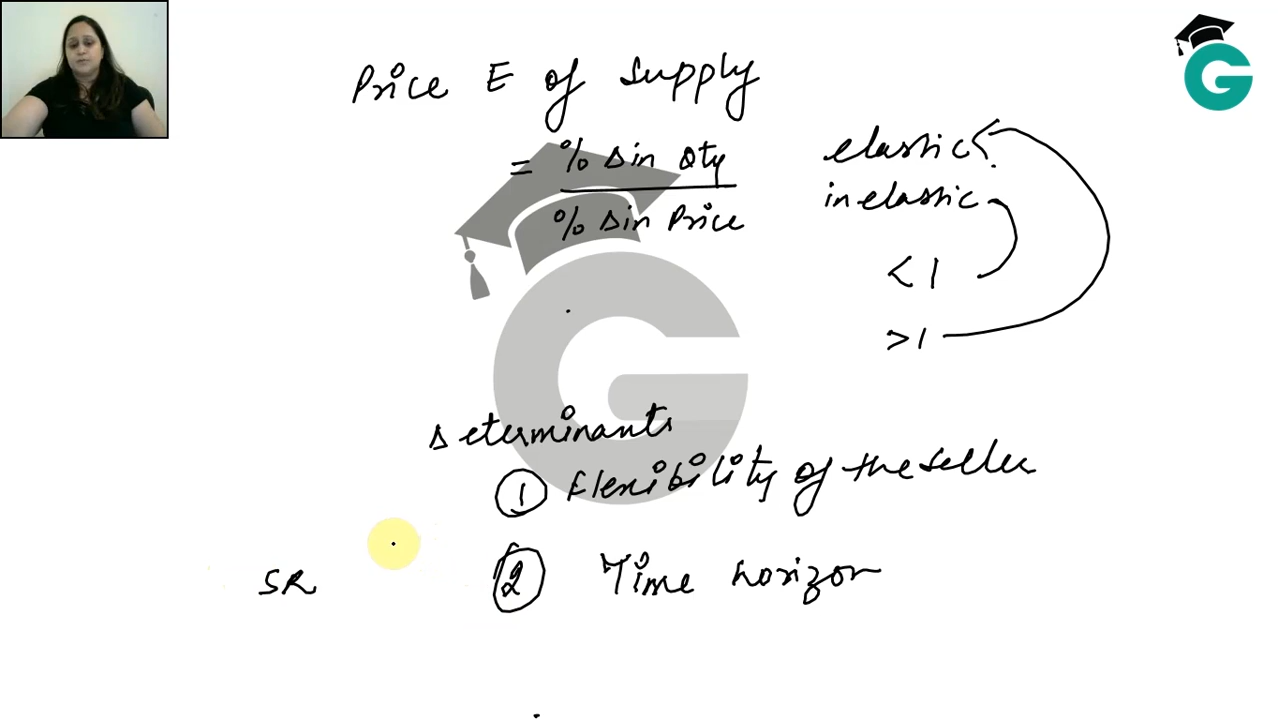 Price E of supply
= % Δ in Qty
% Δ in Price
elastic
inelastic
< 1
> 1
Determinants
① Flexibility of the seller
② Time horizon
SR